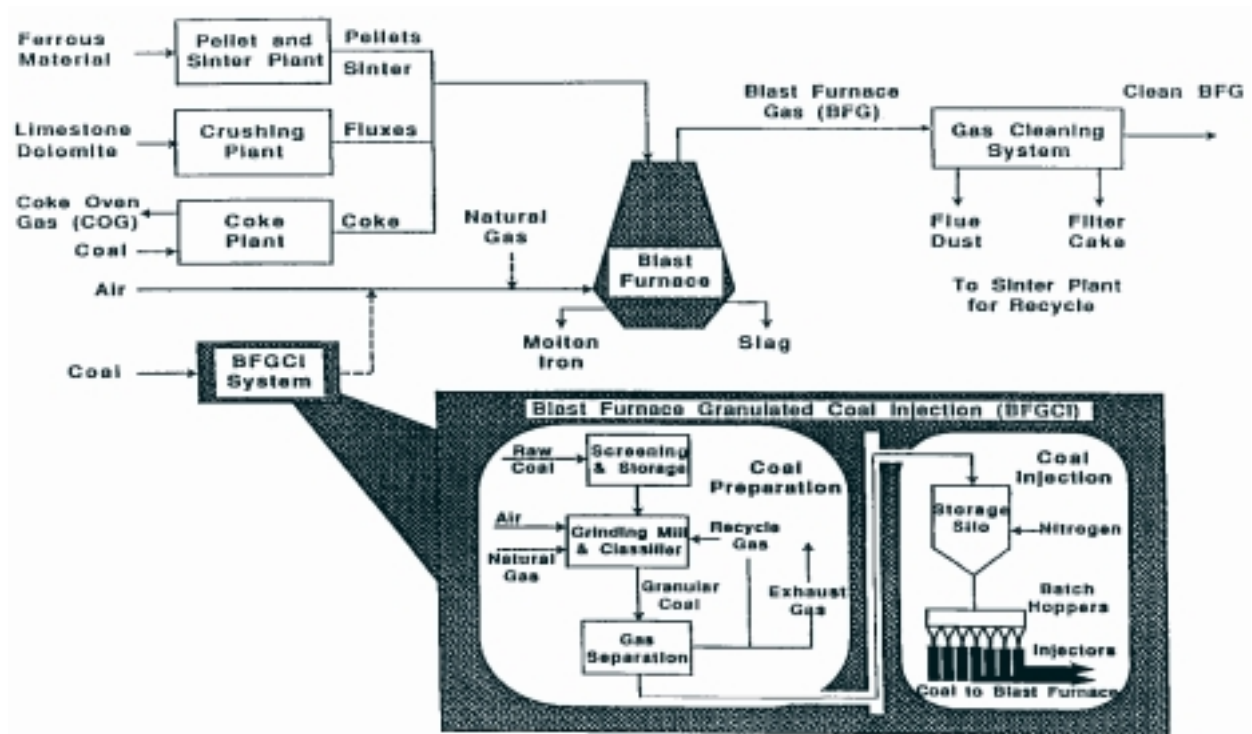 Ferrous
Material
Pellet and
Sinter Plant
Pellets
Sinter
Limestone
Dolomite
Crushing
Plant
Fluxes
Coke Oven
Gas (COG)
Coal
Coke
Plant
Coke
Natural
Gas
Air
Blast
Furnace
Blast Furnace
Gas (BFG)
Gas Cleaning
System
Clean BFG
Flue
Dust
Filter
Cake
To Sinter Plant
for Recycle
Molten
Iron
Slag
Coal
BFGCI
System
Blast Furnace Granulated Coal Injection (BFGCI)
Raw
Coal
Screening
& Storage
Coal
Preparation
Air
Natural
Gas
Grinding Mill
& Classifier
Recycle
Gas
Granular
Coal
Exhaust
Gas
Gas
Separation
Coal
Injection
Storage
Silo
Nitrogen
Batch
Hoppers
Injectors
Coal to Blast Furnace